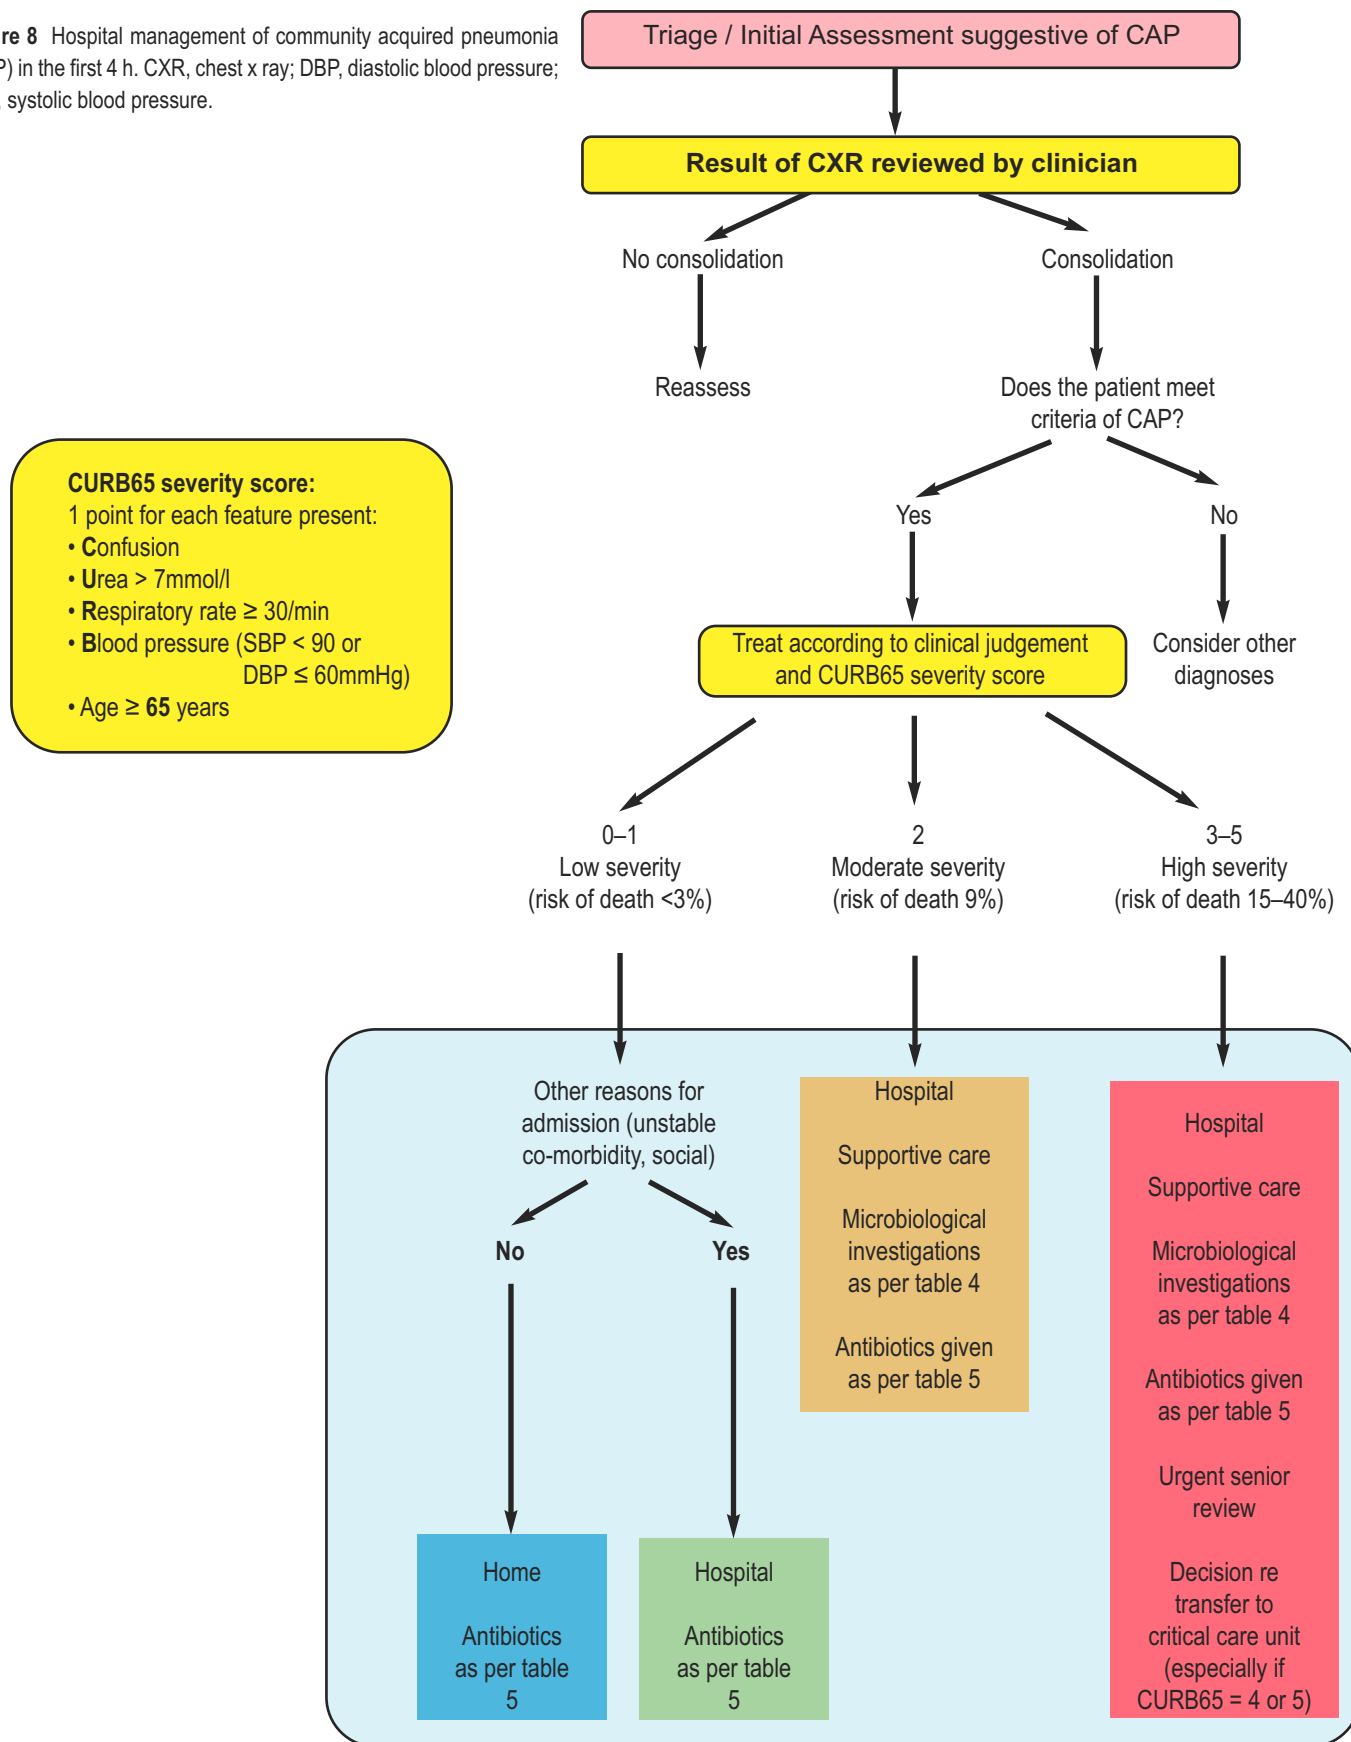 re 8 Hospital management of community acquired pneumonia
P) in the first 4 h. CXR, chest x ray; DBP, diastolic blood pressure;
, systolic blood pressure.
Triage / Initial Assessment suggestive of CAP
Result of CXR reviewed by clinician
No consolidation
Consolidation
Reassess
Does the patient meet
criteria of CAP?
CURB65 severity score:
1 point for each feature present:
• Confusion
• Urea > 7mmol/l
• Respiratory rate ≥ 30/min
• Blood pressure (SBP < 90 or
DBP ≤ 60mmHg)
• Age ≥ 65 years
Yes
No
Treat according to clinical judgement
and CURB65 severity score
Consider other
diagnoses
0–1
Low severity
(risk of death <3%)
2
Moderate severity
(risk of death 9%)
3–5
High severity
(risk of death 15–40%)
Other reasons for
admission (unstable
co-morbidity, social)
No
Yes
Home
Antibiotics
as per table
5
Hospital
Antibiotics
as per table
5
Hospital
Supportive care
Microbiological
investigations
as per table 4
Antibiotics given
as per table 5
Hospital
Supportive care
Microbiological
investigations
as per table 4
Antibiotics given
as per table 5
Urgent senior
review
Decision re
transfer to
critical care unit
(especially if
CURB65 = 4 or 5)